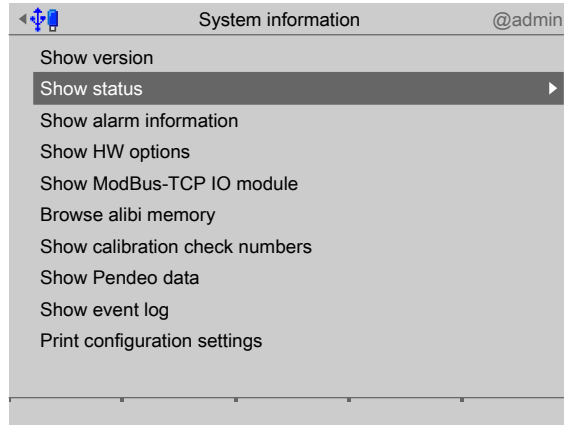 System information
@admin
Show version
Show status
Show alarm information
Show HW options
Show ModBus-TCP IO module
Browse alibi memory
Show calibration check numbers
Show Pendeo data
Show event log
Print configuration settings